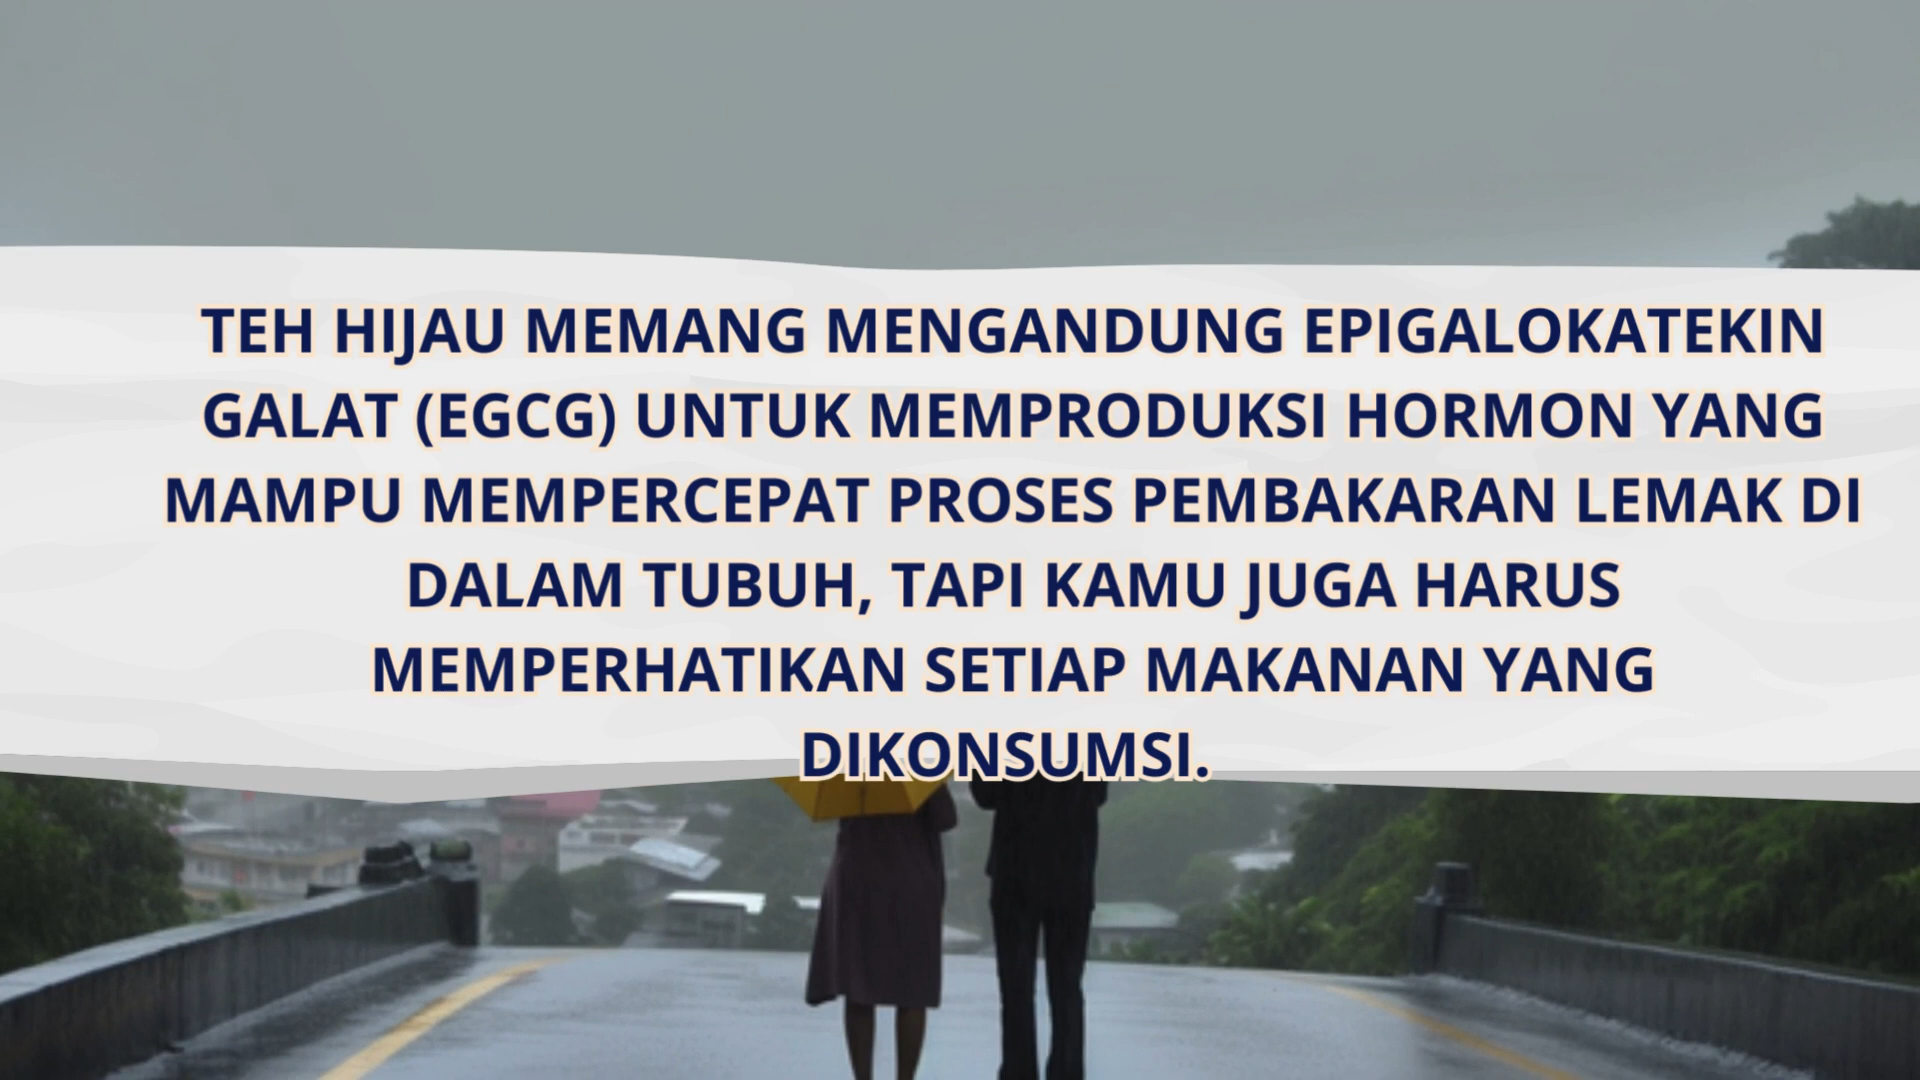 TEH HIJAU MEMANG MENGANDUNG EPIGALOKATEKIN
GALAT (EGCG) UNTUK MEMPRODUKSI HORMON YANG
MAMPU MEMPERCEPAT PROSES PEMBAKARAN LEMAK DI
DALAM TUBUH, TAPI KAMU JUGA HARUS
MEMPERHATIKAN SETIAP MAKANAN YANG
DIKONSUMSI.